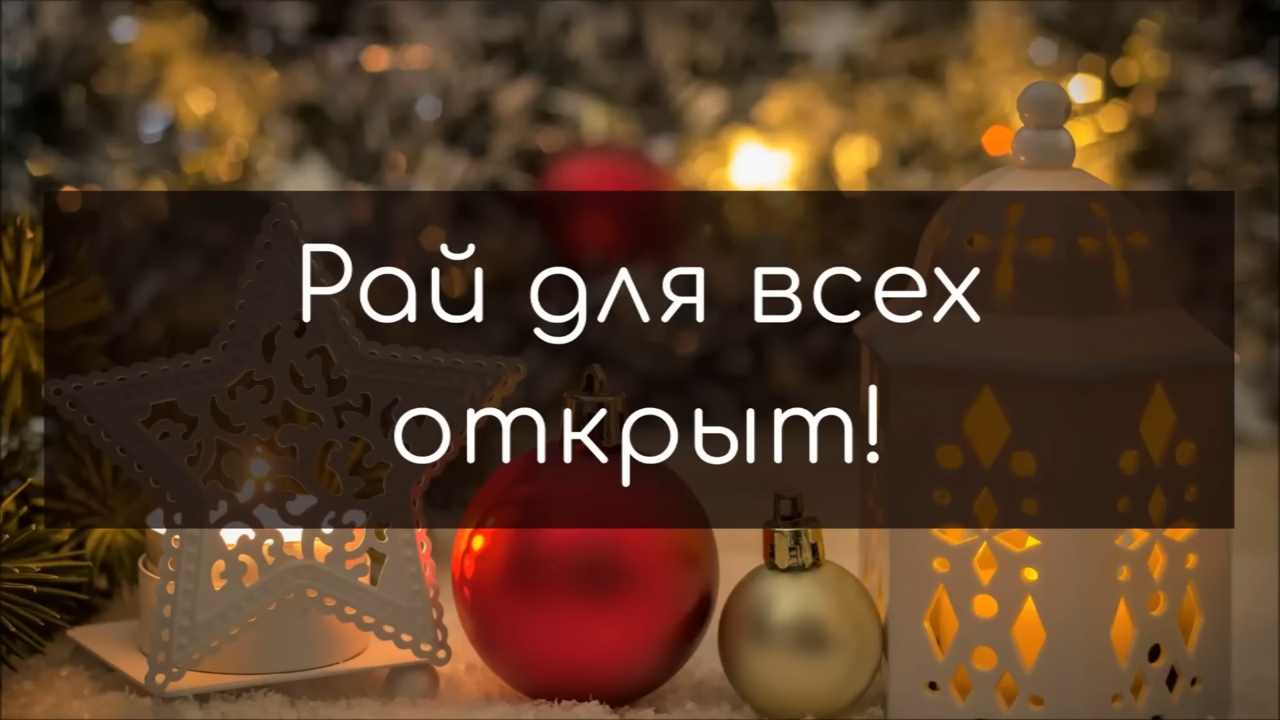 Рай для всех
открыт!